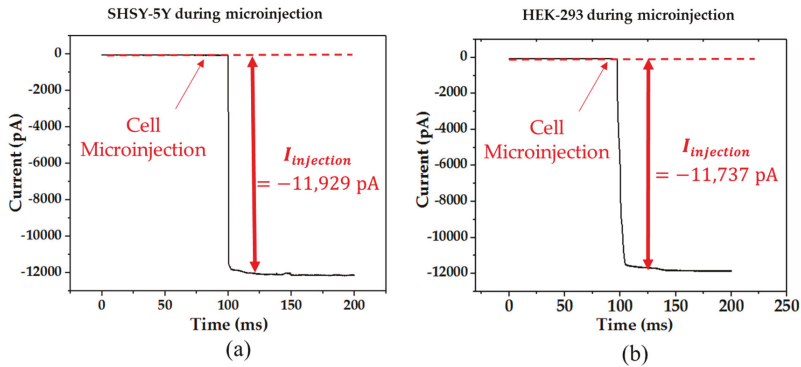 SHSY-5Y during microinjection
0
-2000
-4000
-6000
-8000
-10000
-12000
Current (pA)
Cell
Microinjection
I injection
= −11,929 pA
0
50
100
150
200
Time (ms)
(a)
HEK-293 during microinjection
0
-2000
-4000
-6000
-8000
-10000
-12000
Current (pA)
Cell
Microinjection
I injection
= −11,737 pA
0
50
100
150
200
250
Time (ms)
(b)